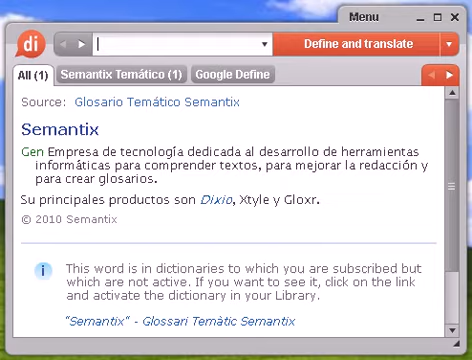 Menu
di
Define and translate
All (1)
Semantix Temático (1)
Google Define
Source: Glosario Temático Semantix
Semantix
Gen Empresa de tecnología dedicada al desarrollo de herramientas
informáticas para comprender textos, para mejorar la redacción y
para crear glosarios.
Su principales productos son Dixio, Xtyle y Gloxr.
© 2010 Semantix
i
This word is in dictionaries to which you are subscribed but
which are not active. If you want to see it, click on the link
and activate the dictionary in your Library.
"Semantix" - Glossari Temàtic Semantix